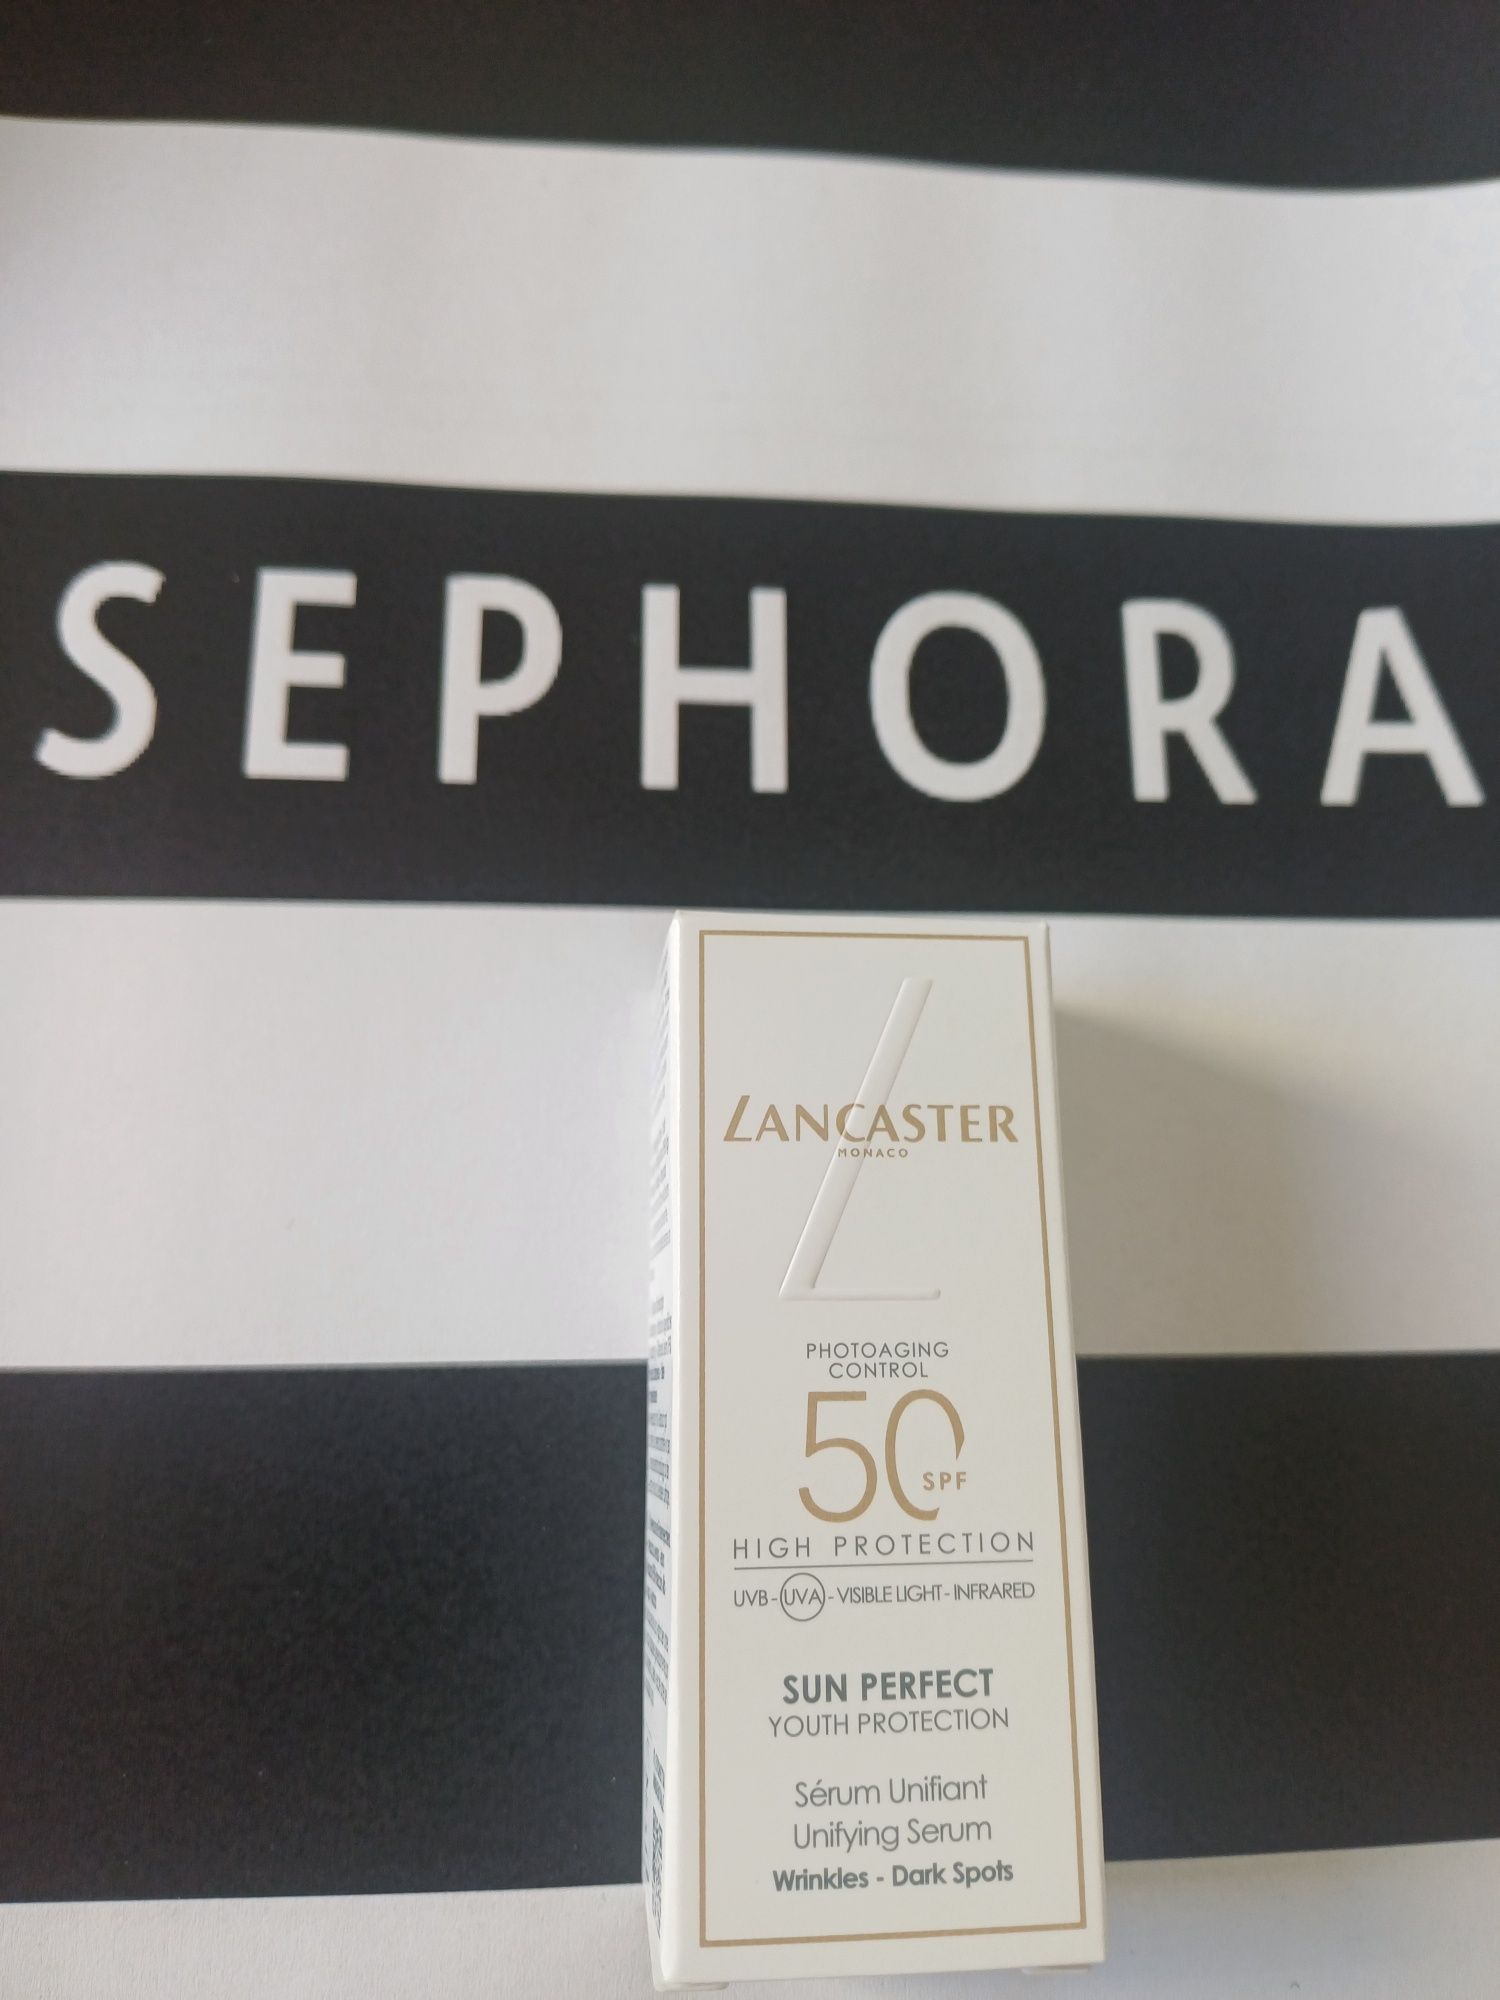 SEPHORA
LANCASTER
MONACO
PHOTOAGING
CONTROL
50
SPF
HIGH PROTECTION
UVB - UVA - VISIBLE LIGHT - INFRARED
SUN PERFECT
YOUTH PROTECTION
Sérum Unifiant
Unifying Serum
Wrinkles - Dark Spots